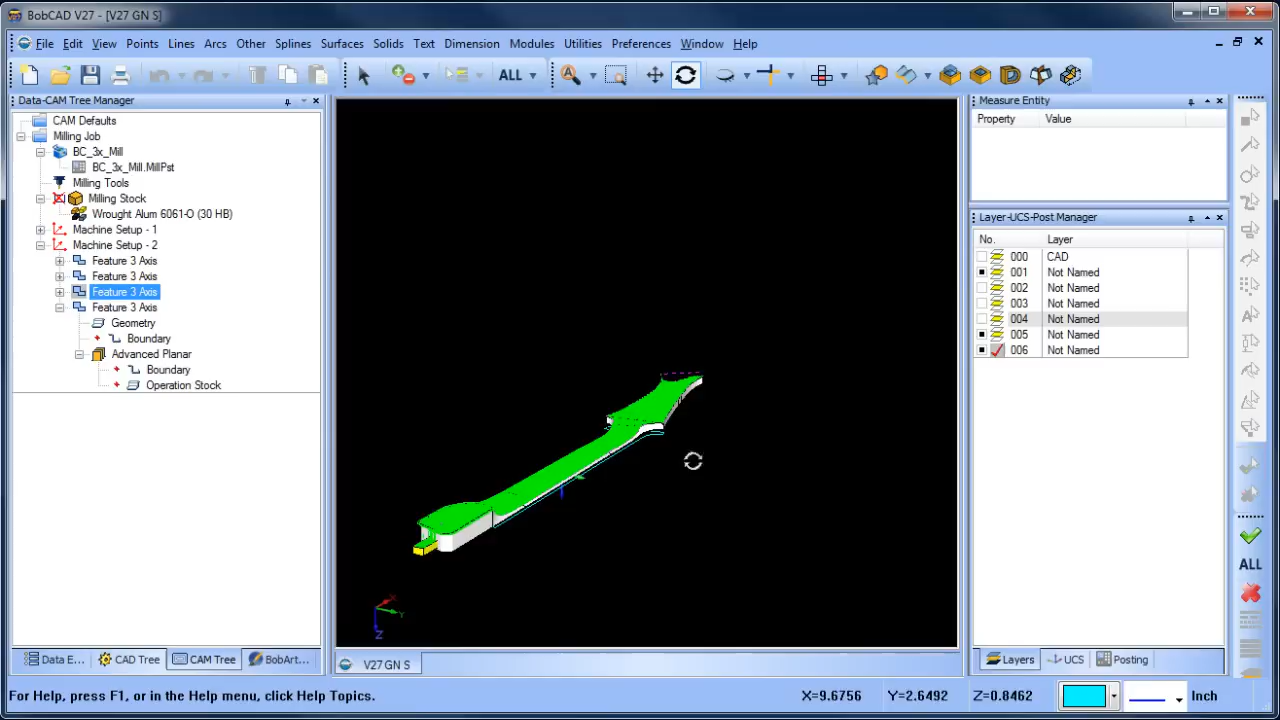 BobCAD V27 - [V27 GN S]
File Edit View Points Lines Arcs Other Splines Surfaces Solids Text Dimension Modules Utilities Preferences Window Help
ALL
Data-CAM Tree Manager
CAM Defaults
Milling Job
BC_3x_Mill
BC_3x_Mill.MillPst
Milling Tools
Milling Stock
Wrought Alum 6061-O (30 HB)
Machine Setup - 1
Machine Setup - 2
Feature 3 Axis
Feature 3 Axis
Feature 3 Axis
Feature 3 Axis
Geometry
Boundary
Advanced Planar
Boundary
Operation Stock
Data E... CAD Tree CAM Tree BobArt...
X
Y
Z
V27 GN S
Measure Entity
Property Value
Layer-UCS-Post Manager
No. Layer
000 CAD
001 Not Named
002 Not Named
003 Not Named
004 Not Named
005 Not Named
006 Not Named
Layers UCS Posting
ALL
For Help, press F1, or in the Help menu, click Help Topics. X=9.6756 Y=2.6492 Z=0.8462 Inch